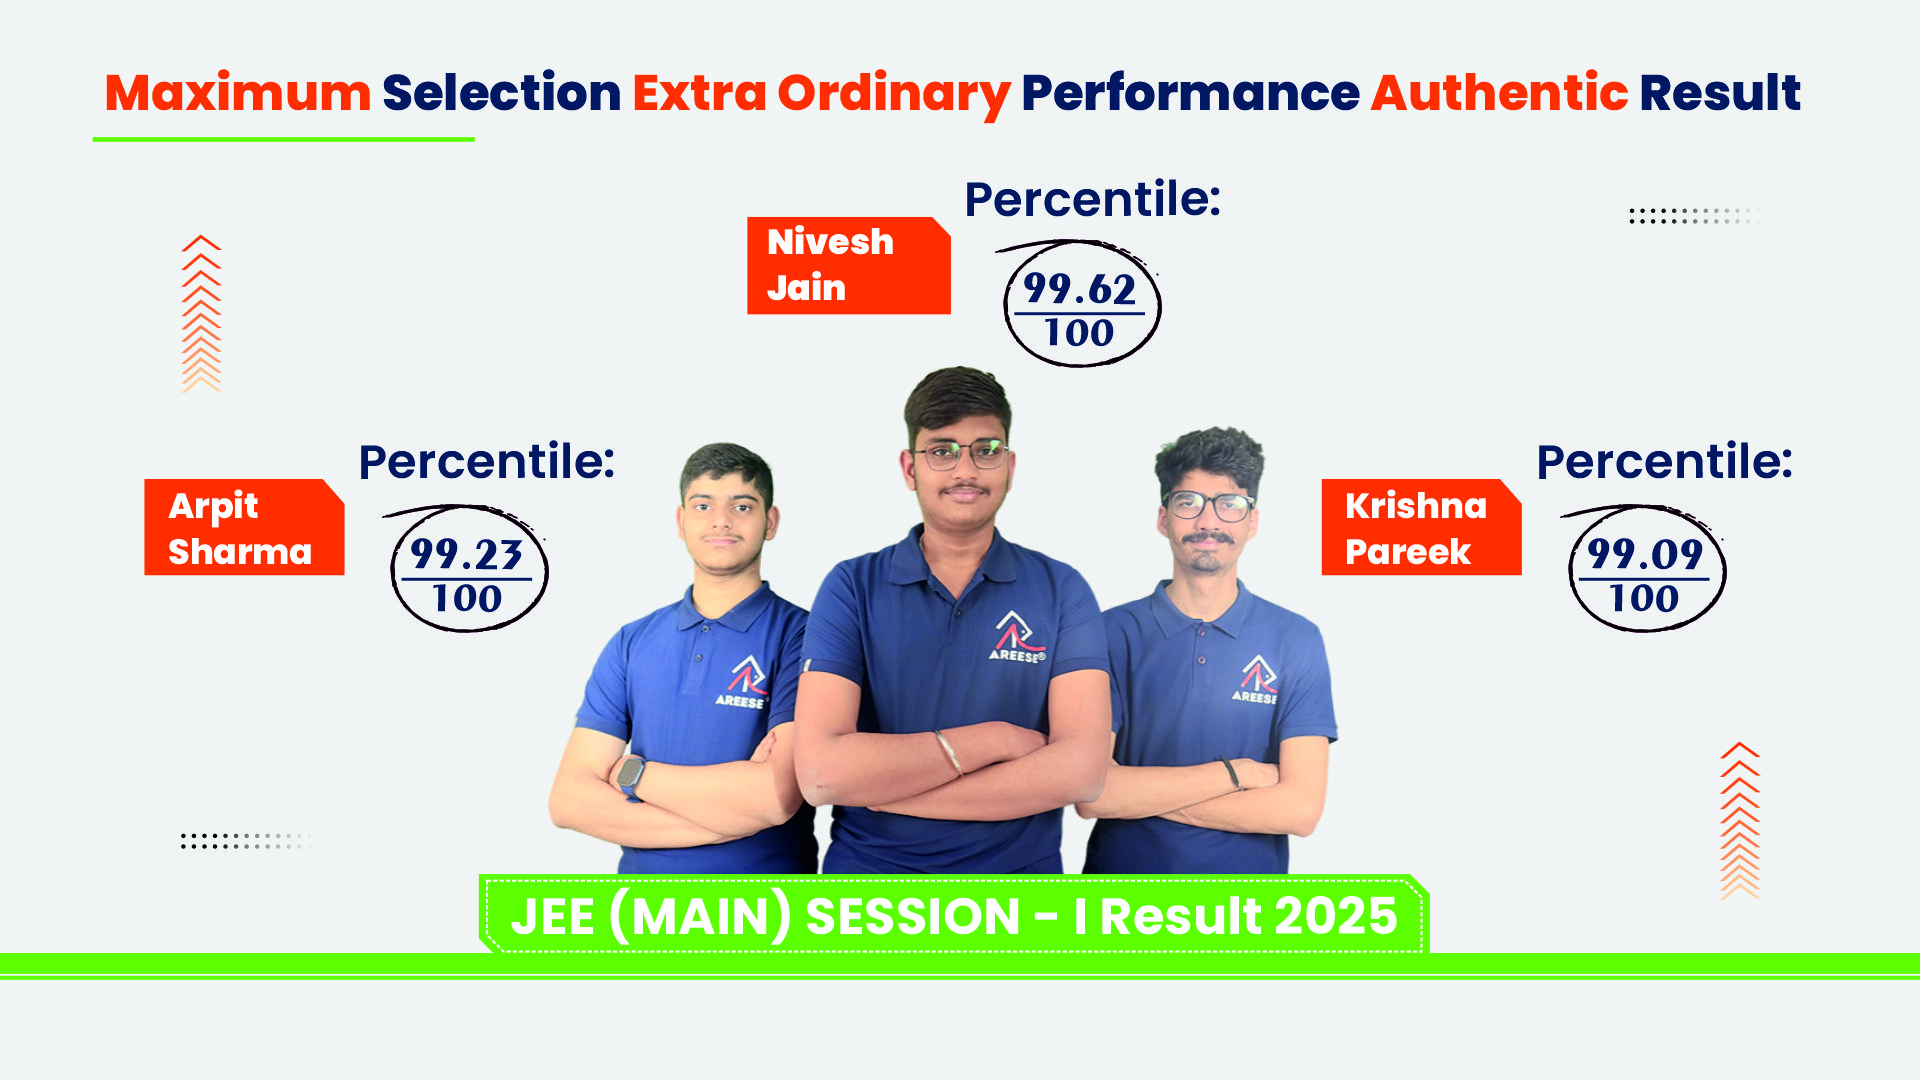 Maximum Selection Extra Ordinary Performance Authentic Result
Percentile:
Nivesh
Jain
99.62
100
Percentile:
Arpit
Sharma
99.23
100
Percentile:
Krishna
Pareek
99.09
100
AREESE®
AREESE®
AREESE
JEE (MAIN) SESSION - I Result 2025